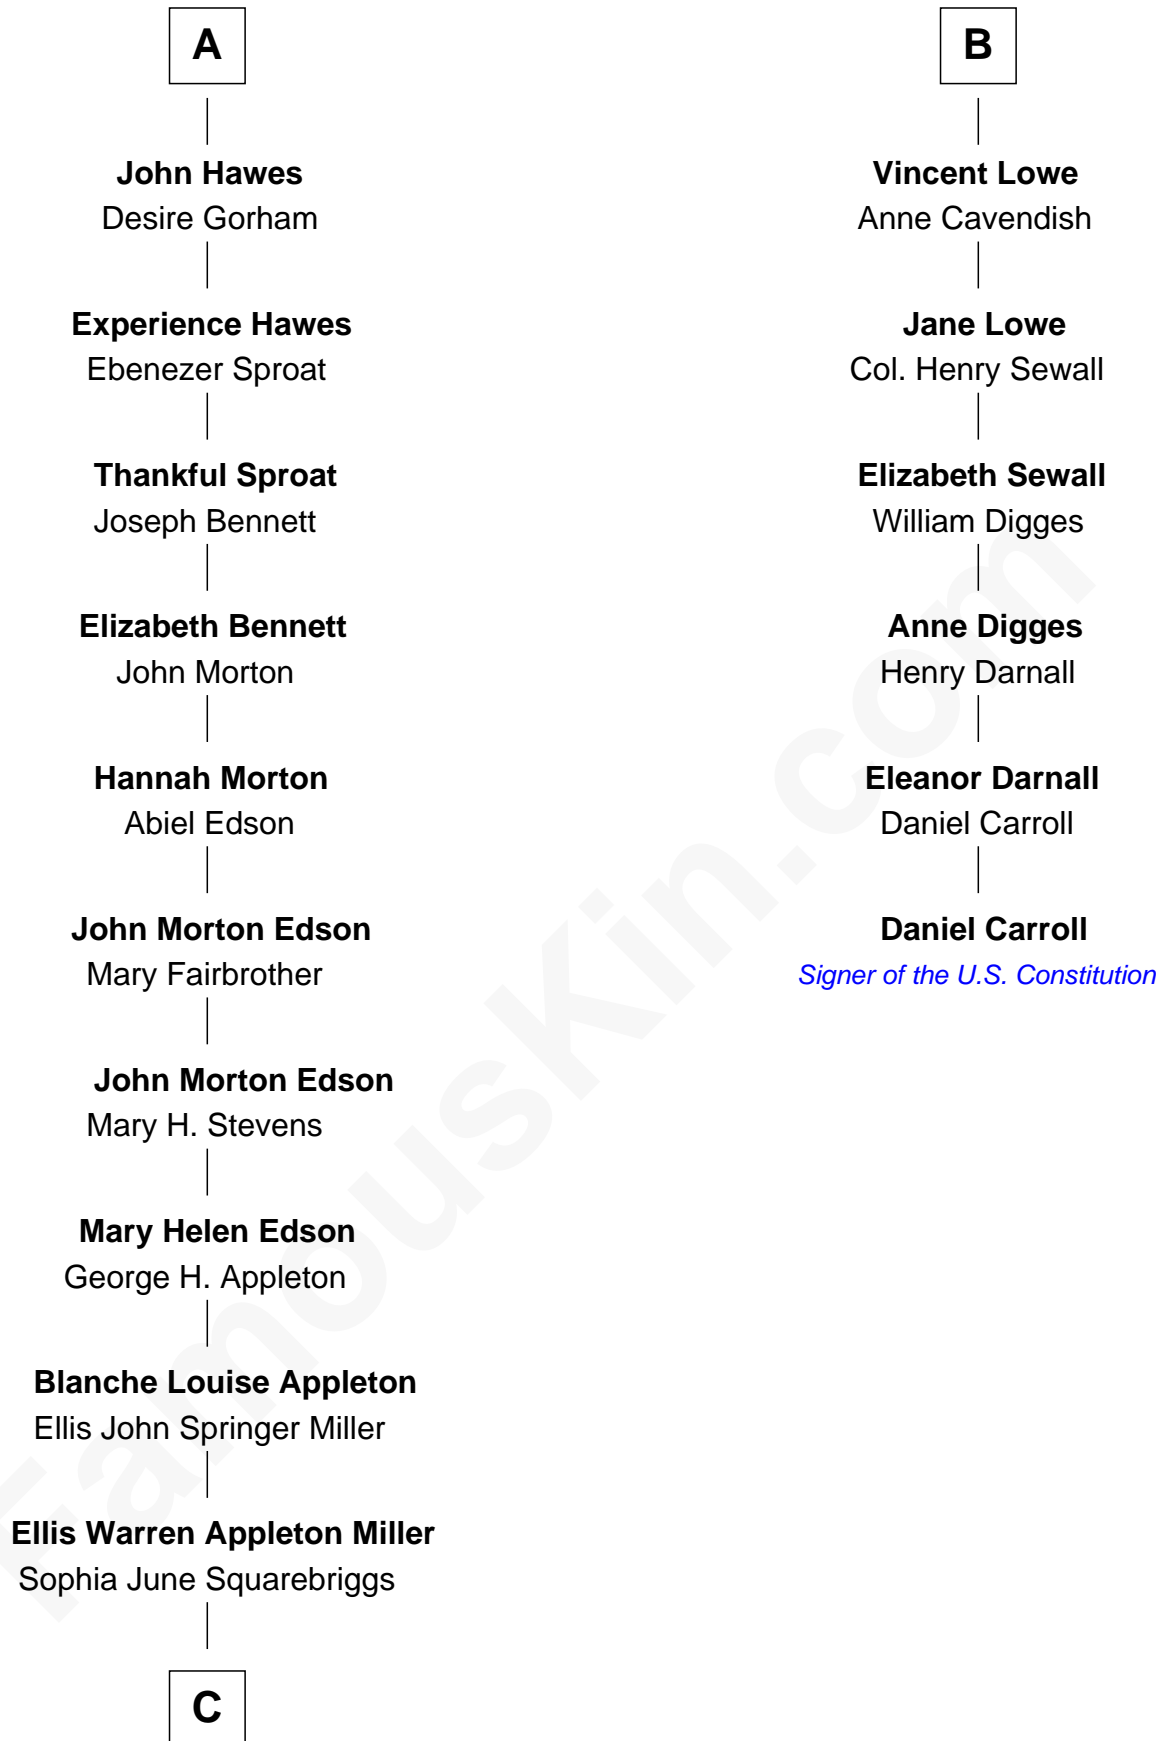 A
John Hawes
Desire Gorham
Experience Hawes
Ebenezer Sproat
Thankful Sproat
Joseph Bennett
Elizabeth Bennett
John Morton
Hannah Morton
Abiel Edson
John Morton Edson
Mary Fairbrother
John Morton Edson
Mary H. Stevens
Mary Helen Edson
George H. Appleton
Blanche Louise Appleton
Ellis John Springer Miller
Ellis Warren Appleton Miller
Sophia June Squarebriggs
C
B
Vincent Lowe
Anne Cavendish
Jane Lowe
Col. Henry Sewall
Elizabeth Sewall
William Digges
Anne Digges
Henry Darnall
Eleanor Darnall
Daniel Carroll
Daniel Carroll
Signer of the U.S. Constitution
FamousKin.com